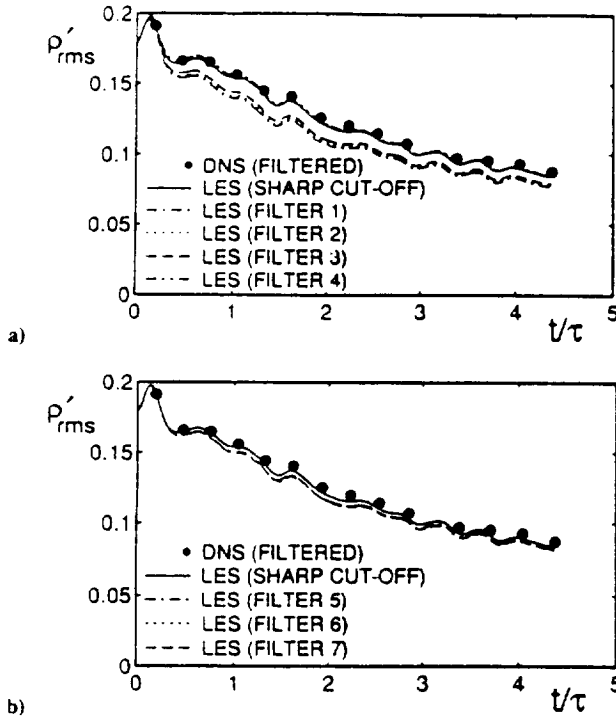 0.2
ρ′rms
0.15
0.1
● DNS (FILTERED)
LES (SHARP CUT-OFF)
0.05
LES (FILTER 1)
LES (FILTER 2)
LES (FILTER 3)
LES (FILTER 4)
0
0 1 2 3 4 5
t/τ
a)
0.2
ρ′rms
0.15
0.1
● DNS (FILTERED)
LES (SHARP CUT-OFF)
0.05
LES (FILTER 5)
LES (FILTER 6)
LES (FILTER 7)
0
0 1 2 3 4 5
t/τ
b)